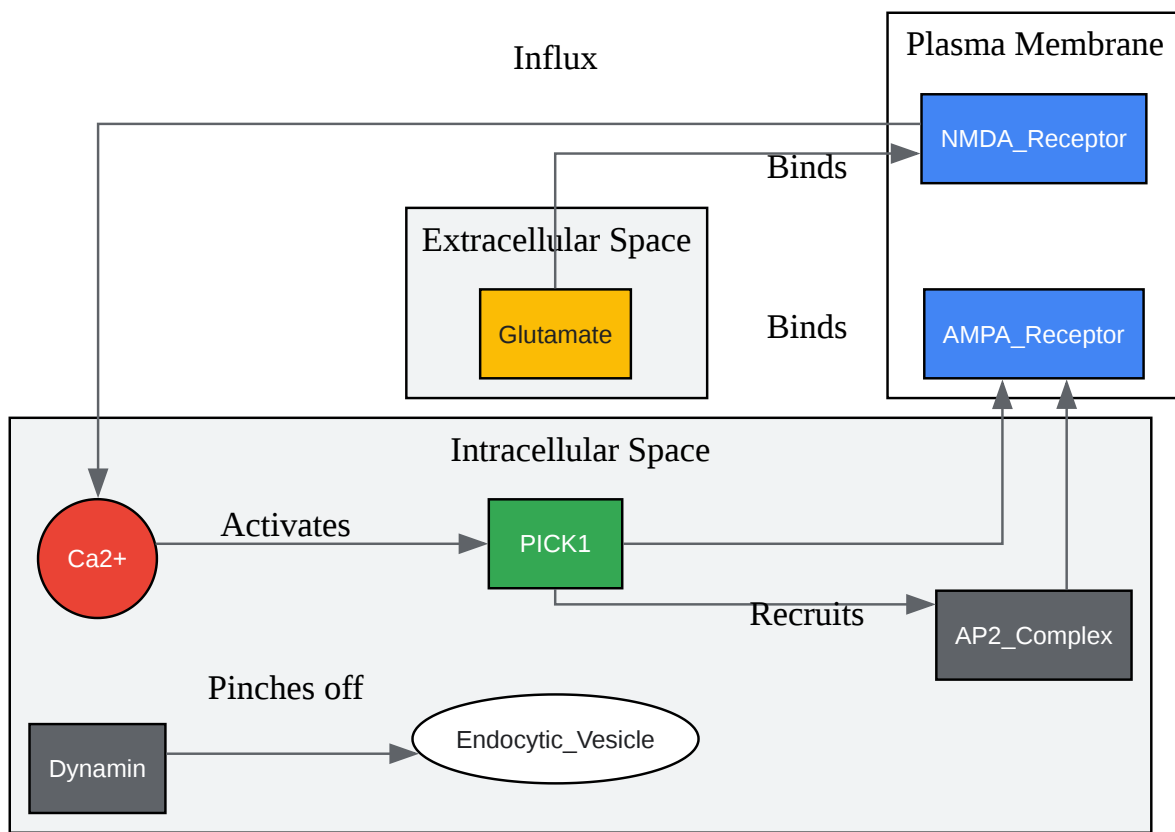 Influx
Plasma Membrane
NMDA_Receptor
Binds
Extracellular Space
Glutamate
Binds
AMPA_Receptor
Intracellular Space
Activates
PICK1
Ca2+
Recruits
AP2_Complex
Pinches off
Endocytic_Vesicle
Dynamin